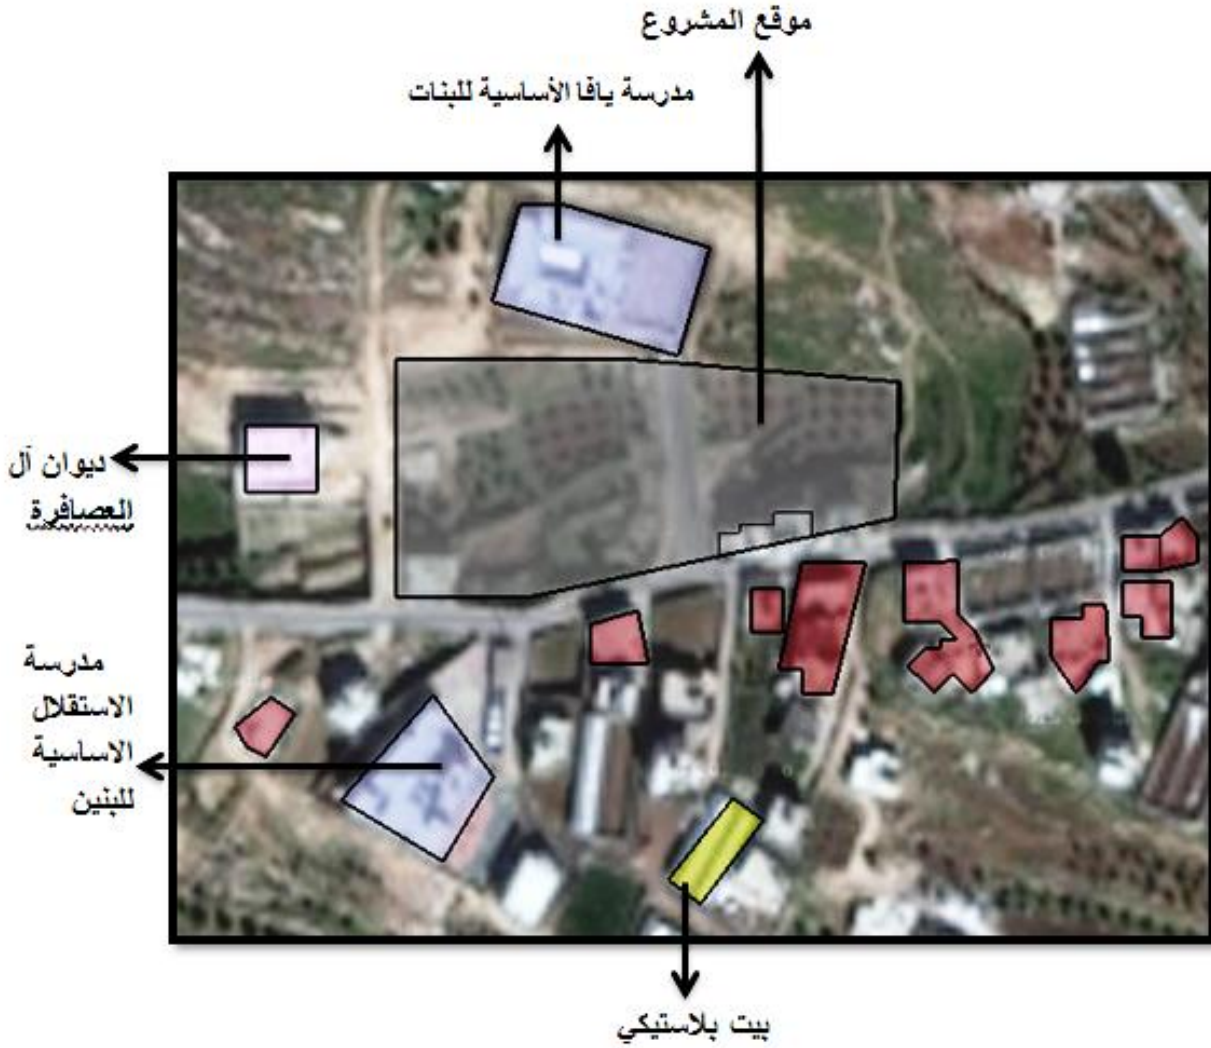 موقع المشروع
مدرسة يافا الأساسية للبنات
ديوان آل
العصافرة
مدرسة
الاستقلال
الاساسية
للبنين
بيت بلاستيكي